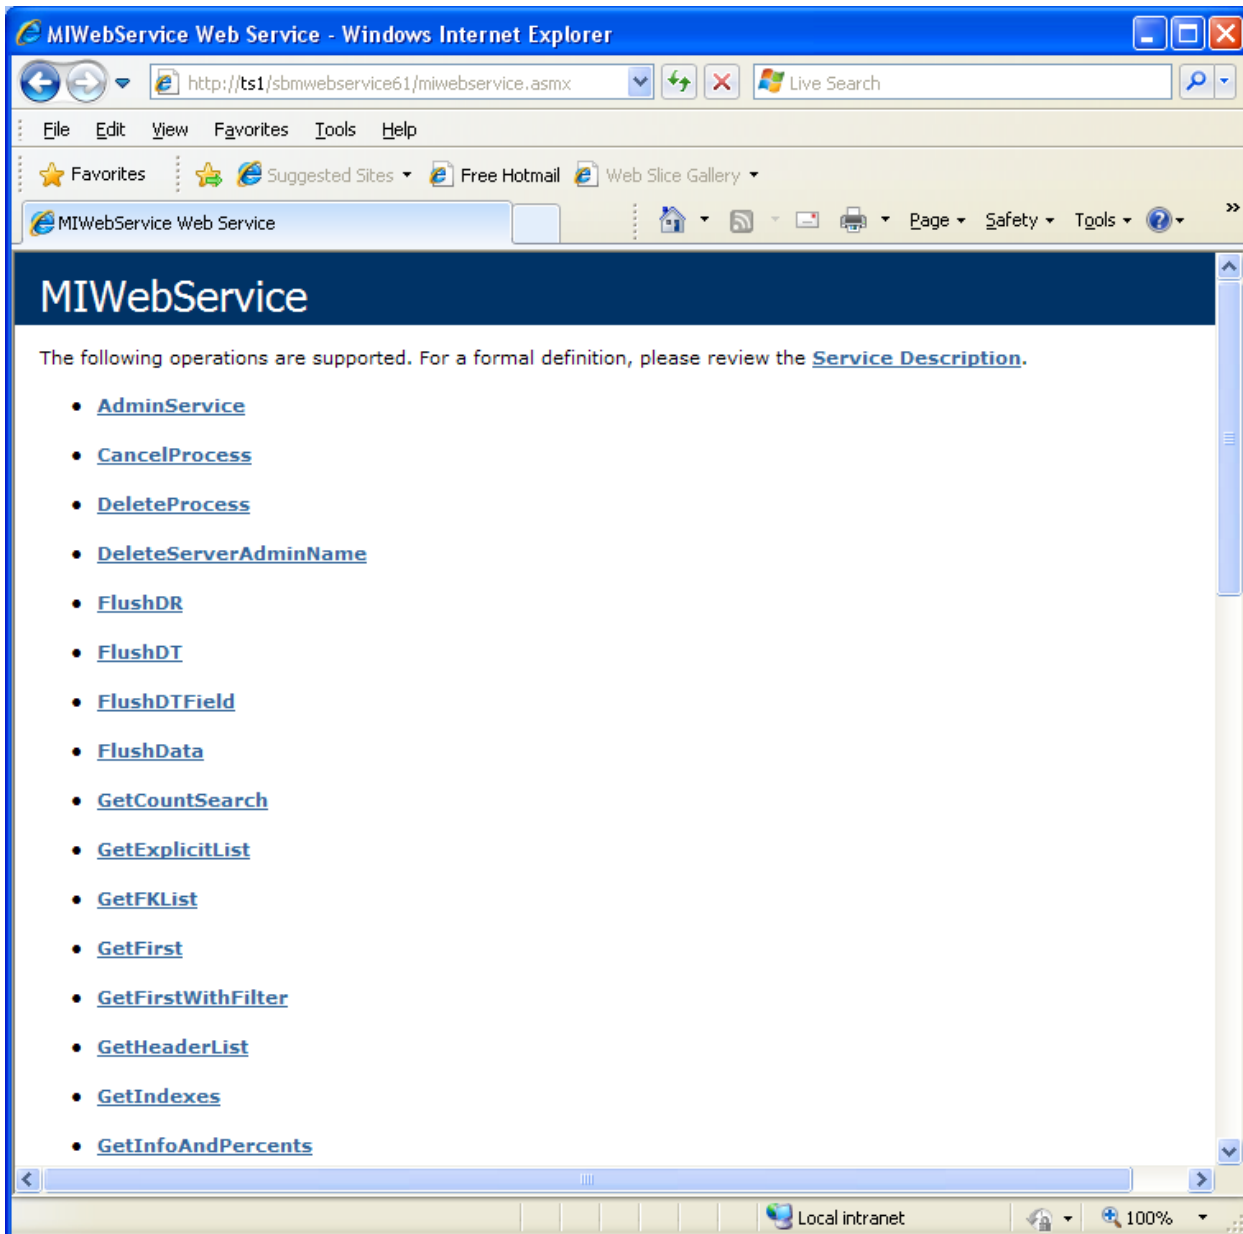 MIWebService Web Service - Windows Internet Explorer
http://ts1/sbmwebservice61/miwebservice.asmx Live Search
File Edit View Favorites Tools Help
Favorites Suggested Sites Free Hotmail Web Slice Gallery
MIWebService Web Service Page Safety Tools »
MIWebService
The following operations are supported. For a formal definition, please review the Service Description.
• AdminService
• CancelProcess
• DeleteProcess
• DeleteServerAdminName
• FlushDR
• FlushDT
• FlushDTField
• FlushData
• GetCountSearch
• GetExplicitList
• GetFKList
• GetFirst
• GetFirstWithFilter
• GetHeaderList
• GetIndexes
• GetInfoAndPercents
Local intranet 100%